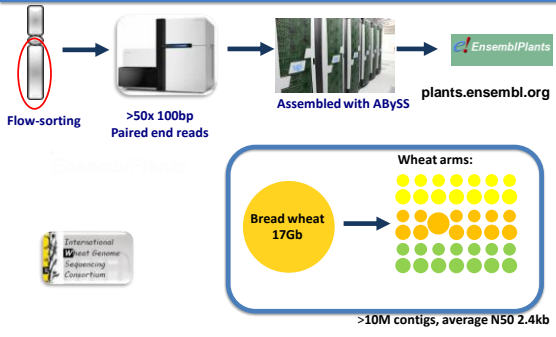 Flow-sorting
>50x 100bp
Paired end reads
Assembled with ABySS
e! EnsemblPlants
plants.ensembl.org
Wheat arms:
Bread wheat
17Gb
International
Wheat Genome
Sequencing
Consortium
>10M contigs, average N50 2.4kb